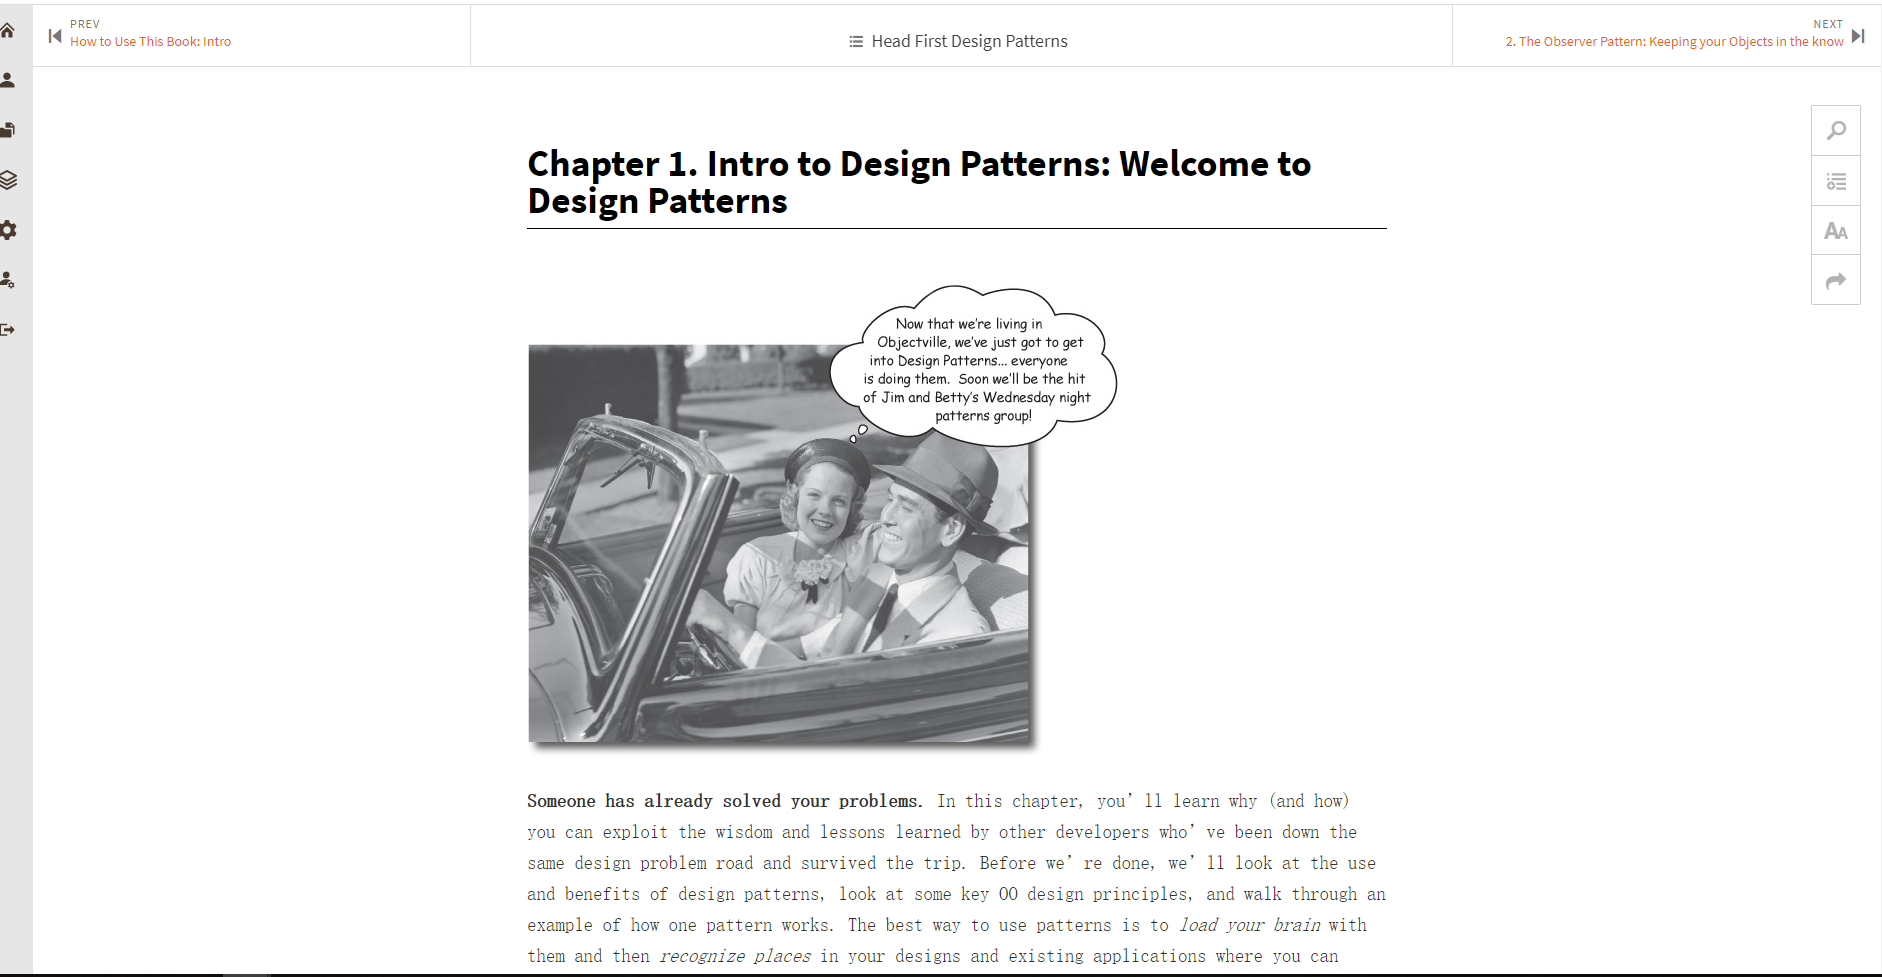 PREV
How to Use This Book: Intro
Head First Design Patterns
NEXT
2. The Observer Pattern: Keeping your Objects in the know
AA
Chapter 1. Intro to Design Patterns: Welcome to
Design Patterns
Now that we're living in
Objectville, we've just got to get
into Design Patterns... everyone
is doing them. Soon we'll be the hit
of Jim and Betty's Wednesday night
patterns group!
Someone has already solved your problems. In this chapter, you’ll learn why (and how)
you can exploit the wisdom and lessons learned by other developers who’ve been down the
same design problem road and survived the trip. Before we’re done, we’ll look at the use
and benefits of design patterns, look at some key OO design principles, and walk through an
example of how one pattern works. The best way to use patterns is to load your brain with
them and then recognize places in your designs and existing applications where you can